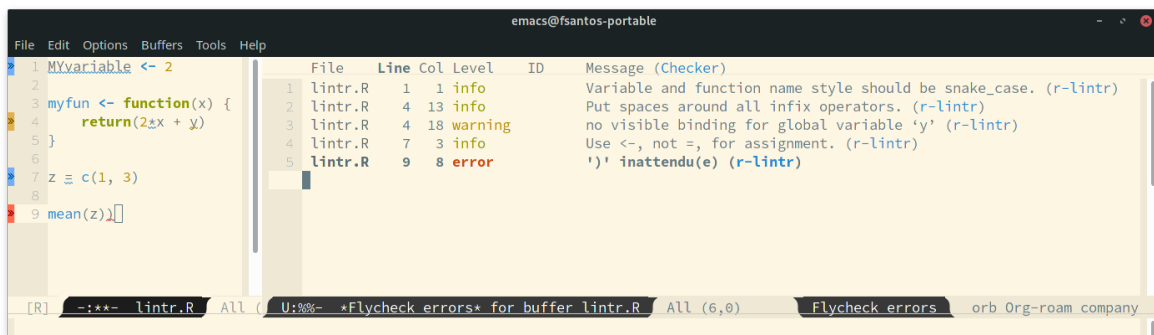 emacs@fsantos-portable
File Edit Options Buffers Tools Help
1 MYvariable <- 2
2
3 myfun <- function(x) {
4 return(2*x + y)
5 }
6
7 z = c(1, 3)
8
9 mean(z))
File Line Col Level ID Message (Checker)
1 lintr.R 1 1 info Variable and function name style should be snake_case. (r-lintr)
2 lintr.R 4 13 info Put spaces around all infix operators. (r-lintr)
3 lintr.R 4 18 warning no visible binding for global variable ‘y’ (r-lintr)
4 lintr.R 7 3 info Use <-, not =, for assignment. (r-lintr)
5 lintr.R 9 8 error ')' inattendu(e) (r-lintr)
[R] -:**- lintr.R All (
U:%%- *Flycheck errors* for buffer lintr.R All (6,0) Flycheck errors orb Org-roam company